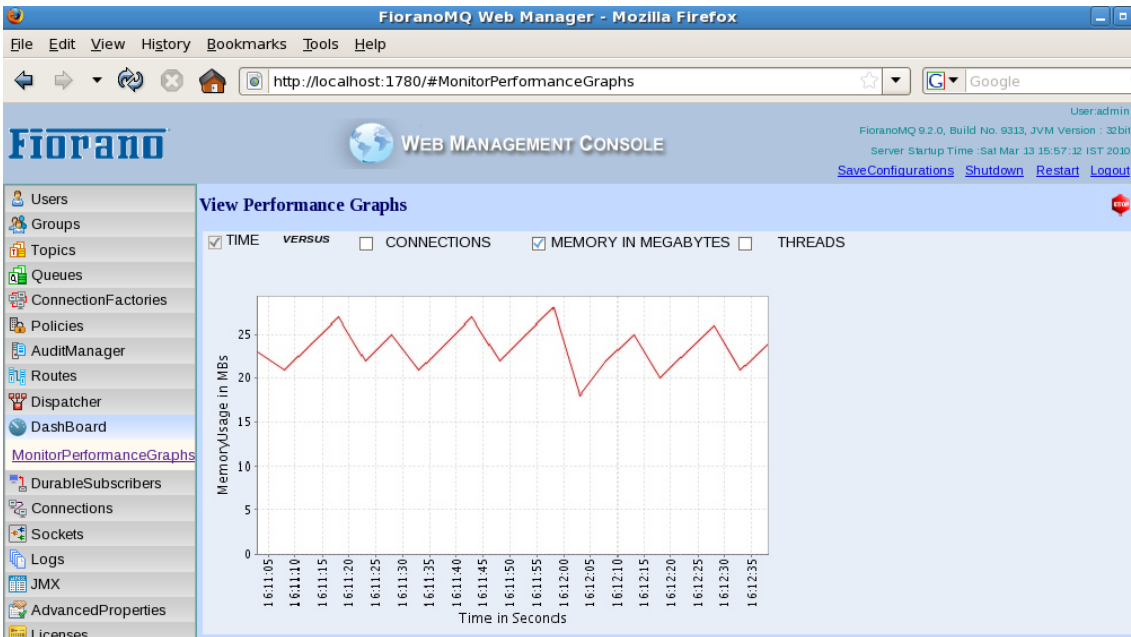 FioranoMQ Web Manager - Mozilla Firefox
File Edit View History Bookmarks Tools Help
http://localhost:1780/#MonitorPerformanceGraphs
G Google
Fiorano
WEB MANAGEMENT CONSOLE
User:admin
FioranoMQ 9.2.0, Build No. 9313, JVM Version : 32bit
Server Startup Time :Sat Mar 13 15:57:12 IST 2010
SaveConfigurations Shutdown Restart Logout
Users
Groups
Topics
Queues
ConnectionFactories
Policies
AuditManager
Routes
Dispatcher
DashBoard
MonitorPerformanceGraphs
DurableSubscribers
Connections
Sockets
Logs
JMX
AdvancedProperties
Licenses
View Performance Graphs
STOP
TIME VERSUS CONNECTIONS MEMORY IN MEGABYTES THREADS
MemoryUsage in MBs
25
20
15
10
5
0
16:11:05 16:11:10 16:11:15 16:11:20 16:11:25 16:11:30 16:11:35 16:11:40 16:11:45 16:11:50 16:11:55 16:12:00 16:12:05 16:12:10 16:12:15 16:12:20 16:12:25 16:12:30 16:12:35
Time in Seconds